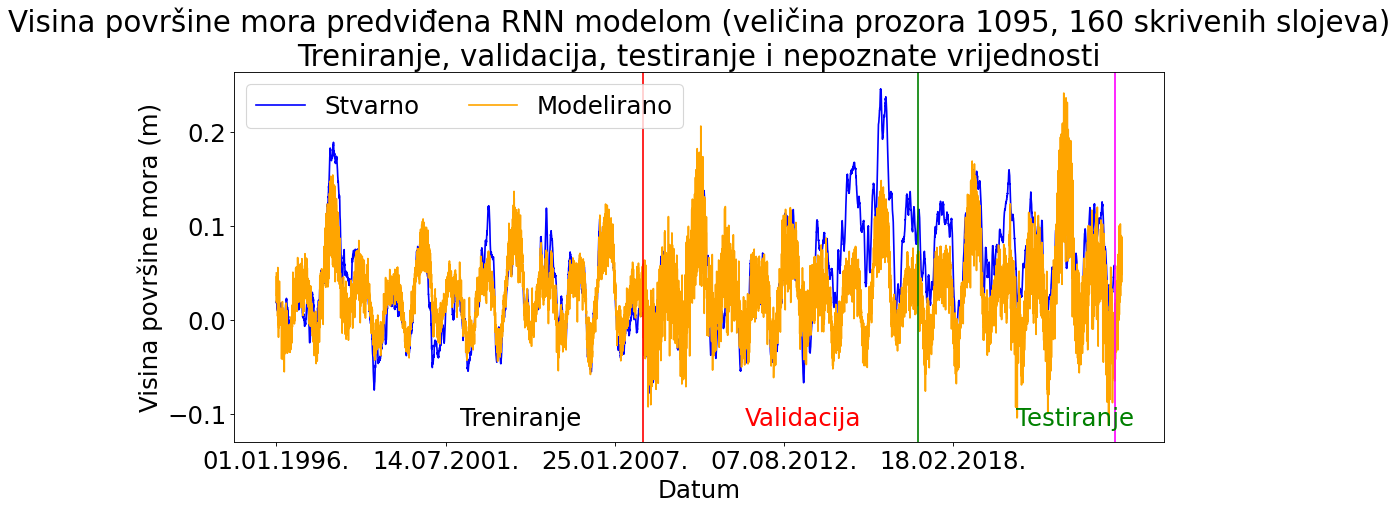 Visina površine mora predviđena RNN modelom (veličina prozora 1095, 160 skrivenih slojeva)
Treniranje, validacija, testiranje i nepoznate vrijednosti
Stvarno Modelirano
Visina površine mora (m)
0.2
0.1
0.0
−0.1
Treniranje Validacija Testiranje
01.01.1996. 14.07.2001. 25.01.2007. 07.08.2012. 18.02.2018.
Datum